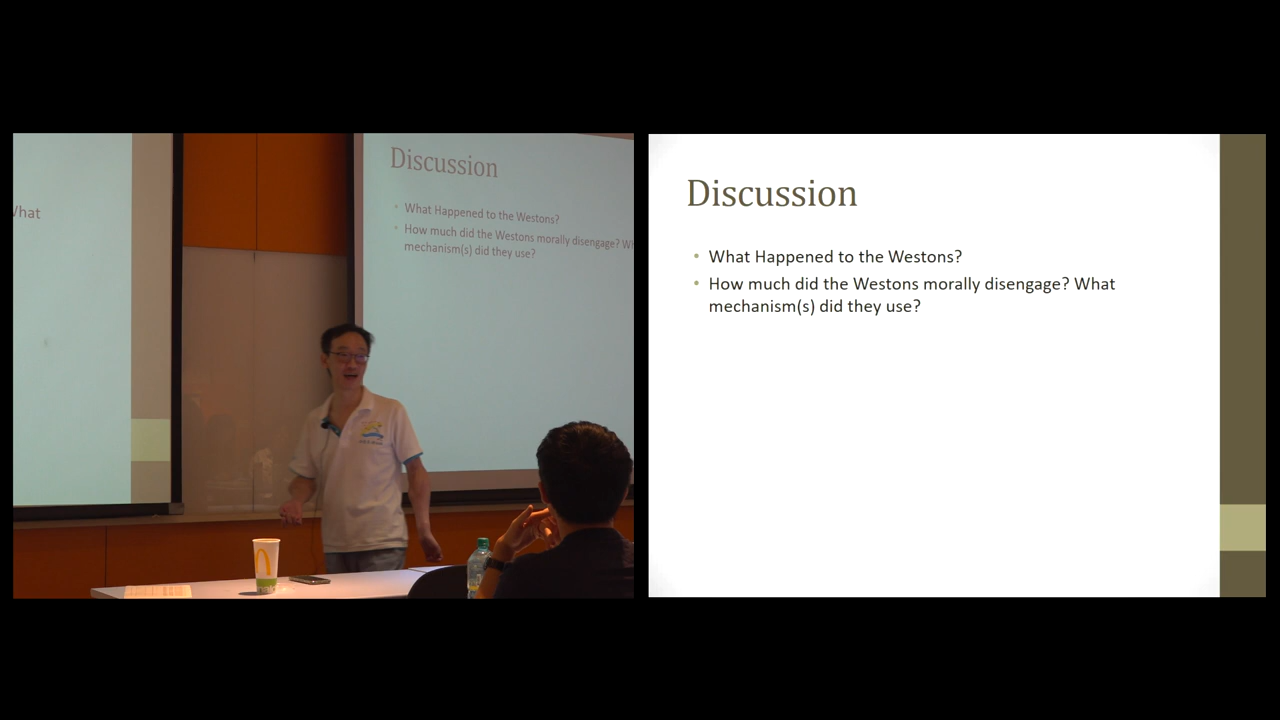 What
Discussion
• What Happened to the Westons?
• How much did the Westons morally disengage? Wh
mechanism(s) did they use?
Discussion
• What Happened to the Westons?
• How much did the Westons morally disengage? What
mechanism(s) did they use?